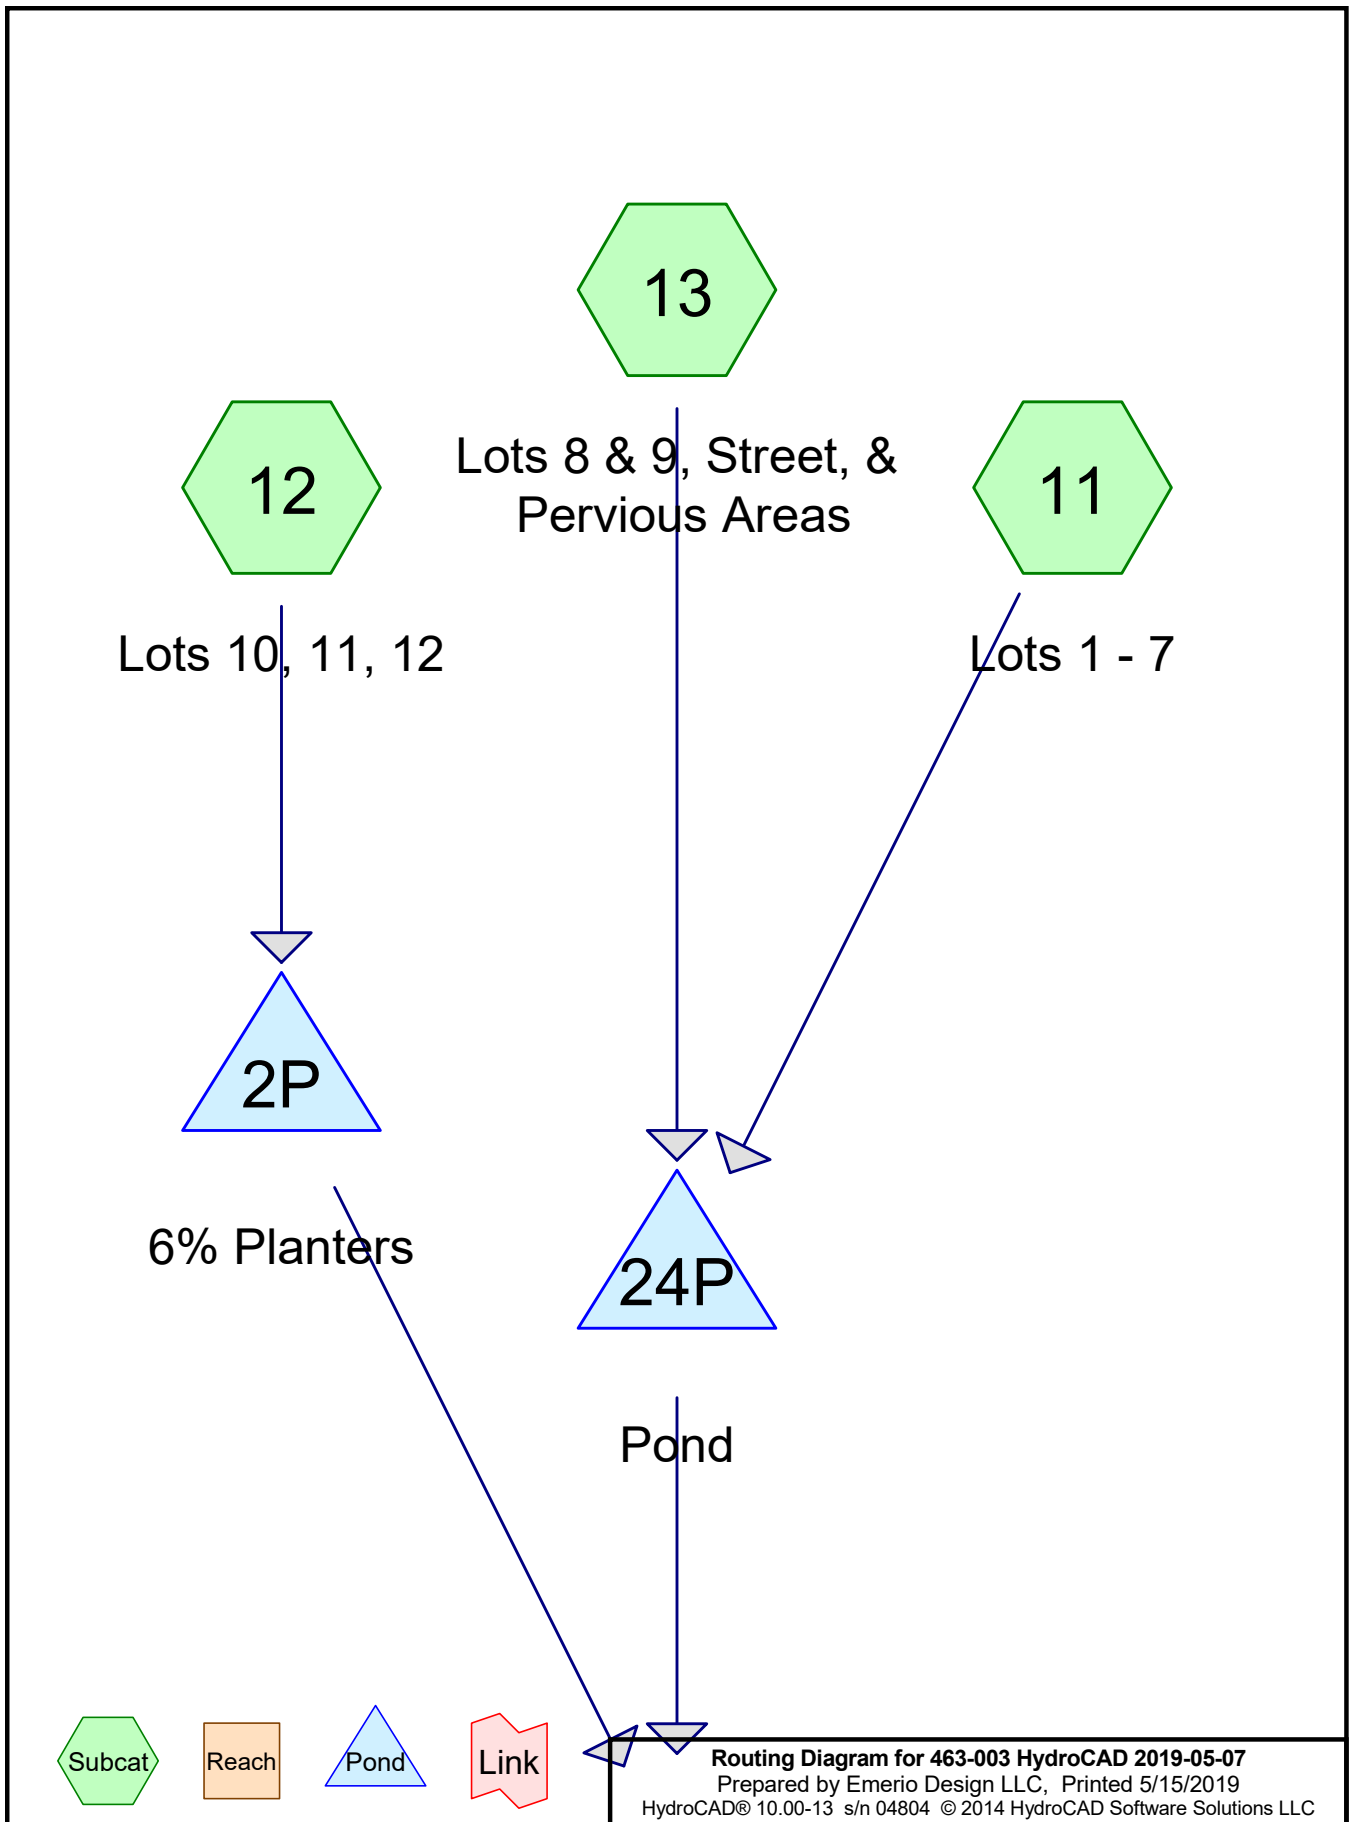 13
Lots 8 & 9, Street, &
Pervious Areas
12
Lots 10, 11, 12
11
Lots 1 - 7
2P
6% Planters
24P
Pond
Subcat
Reach
Pond
Link
Routing Diagram for 463-003 HydroCAD 2019-05-07
Prepared by Emerio Design LLC, Printed 5/15/2019
HydroCAD® 10.00-13 s/n 04804 © 2014 HydroCAD Software Solutions LLC